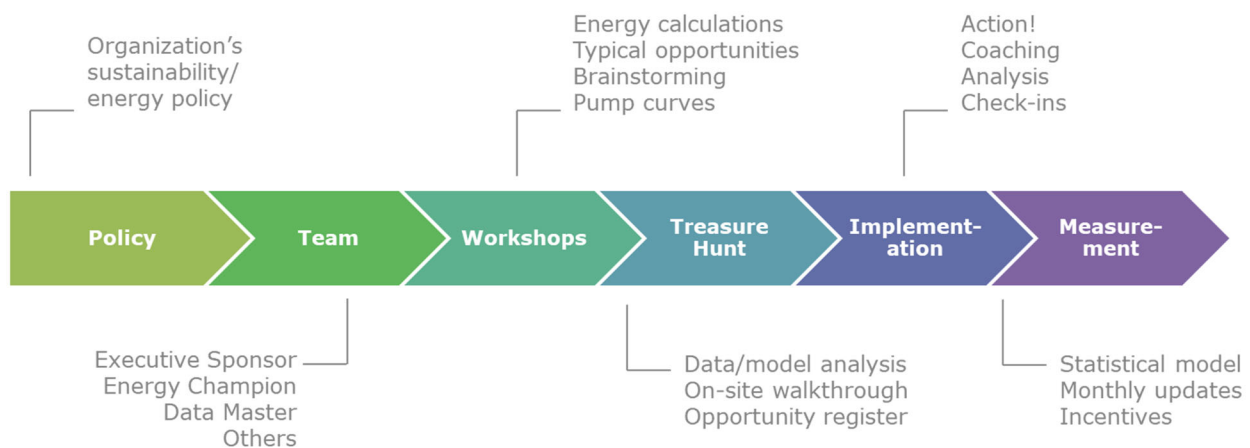 Organization’s
sustainability/
energy policy
Energy calculations
Typical opportunities
Brainstorming
Pump curves
Action!
Coaching
Analysis
Check-ins
Policy
Team
Workshops
Treasure
Hunt
Implement-
ation
Measure-
ment
Executive Sponsor
Energy Champion
Data Master
Others
Data/model analysis
On-site walkthrough
Opportunity register
Statistical model
Monthly updates
Incentives